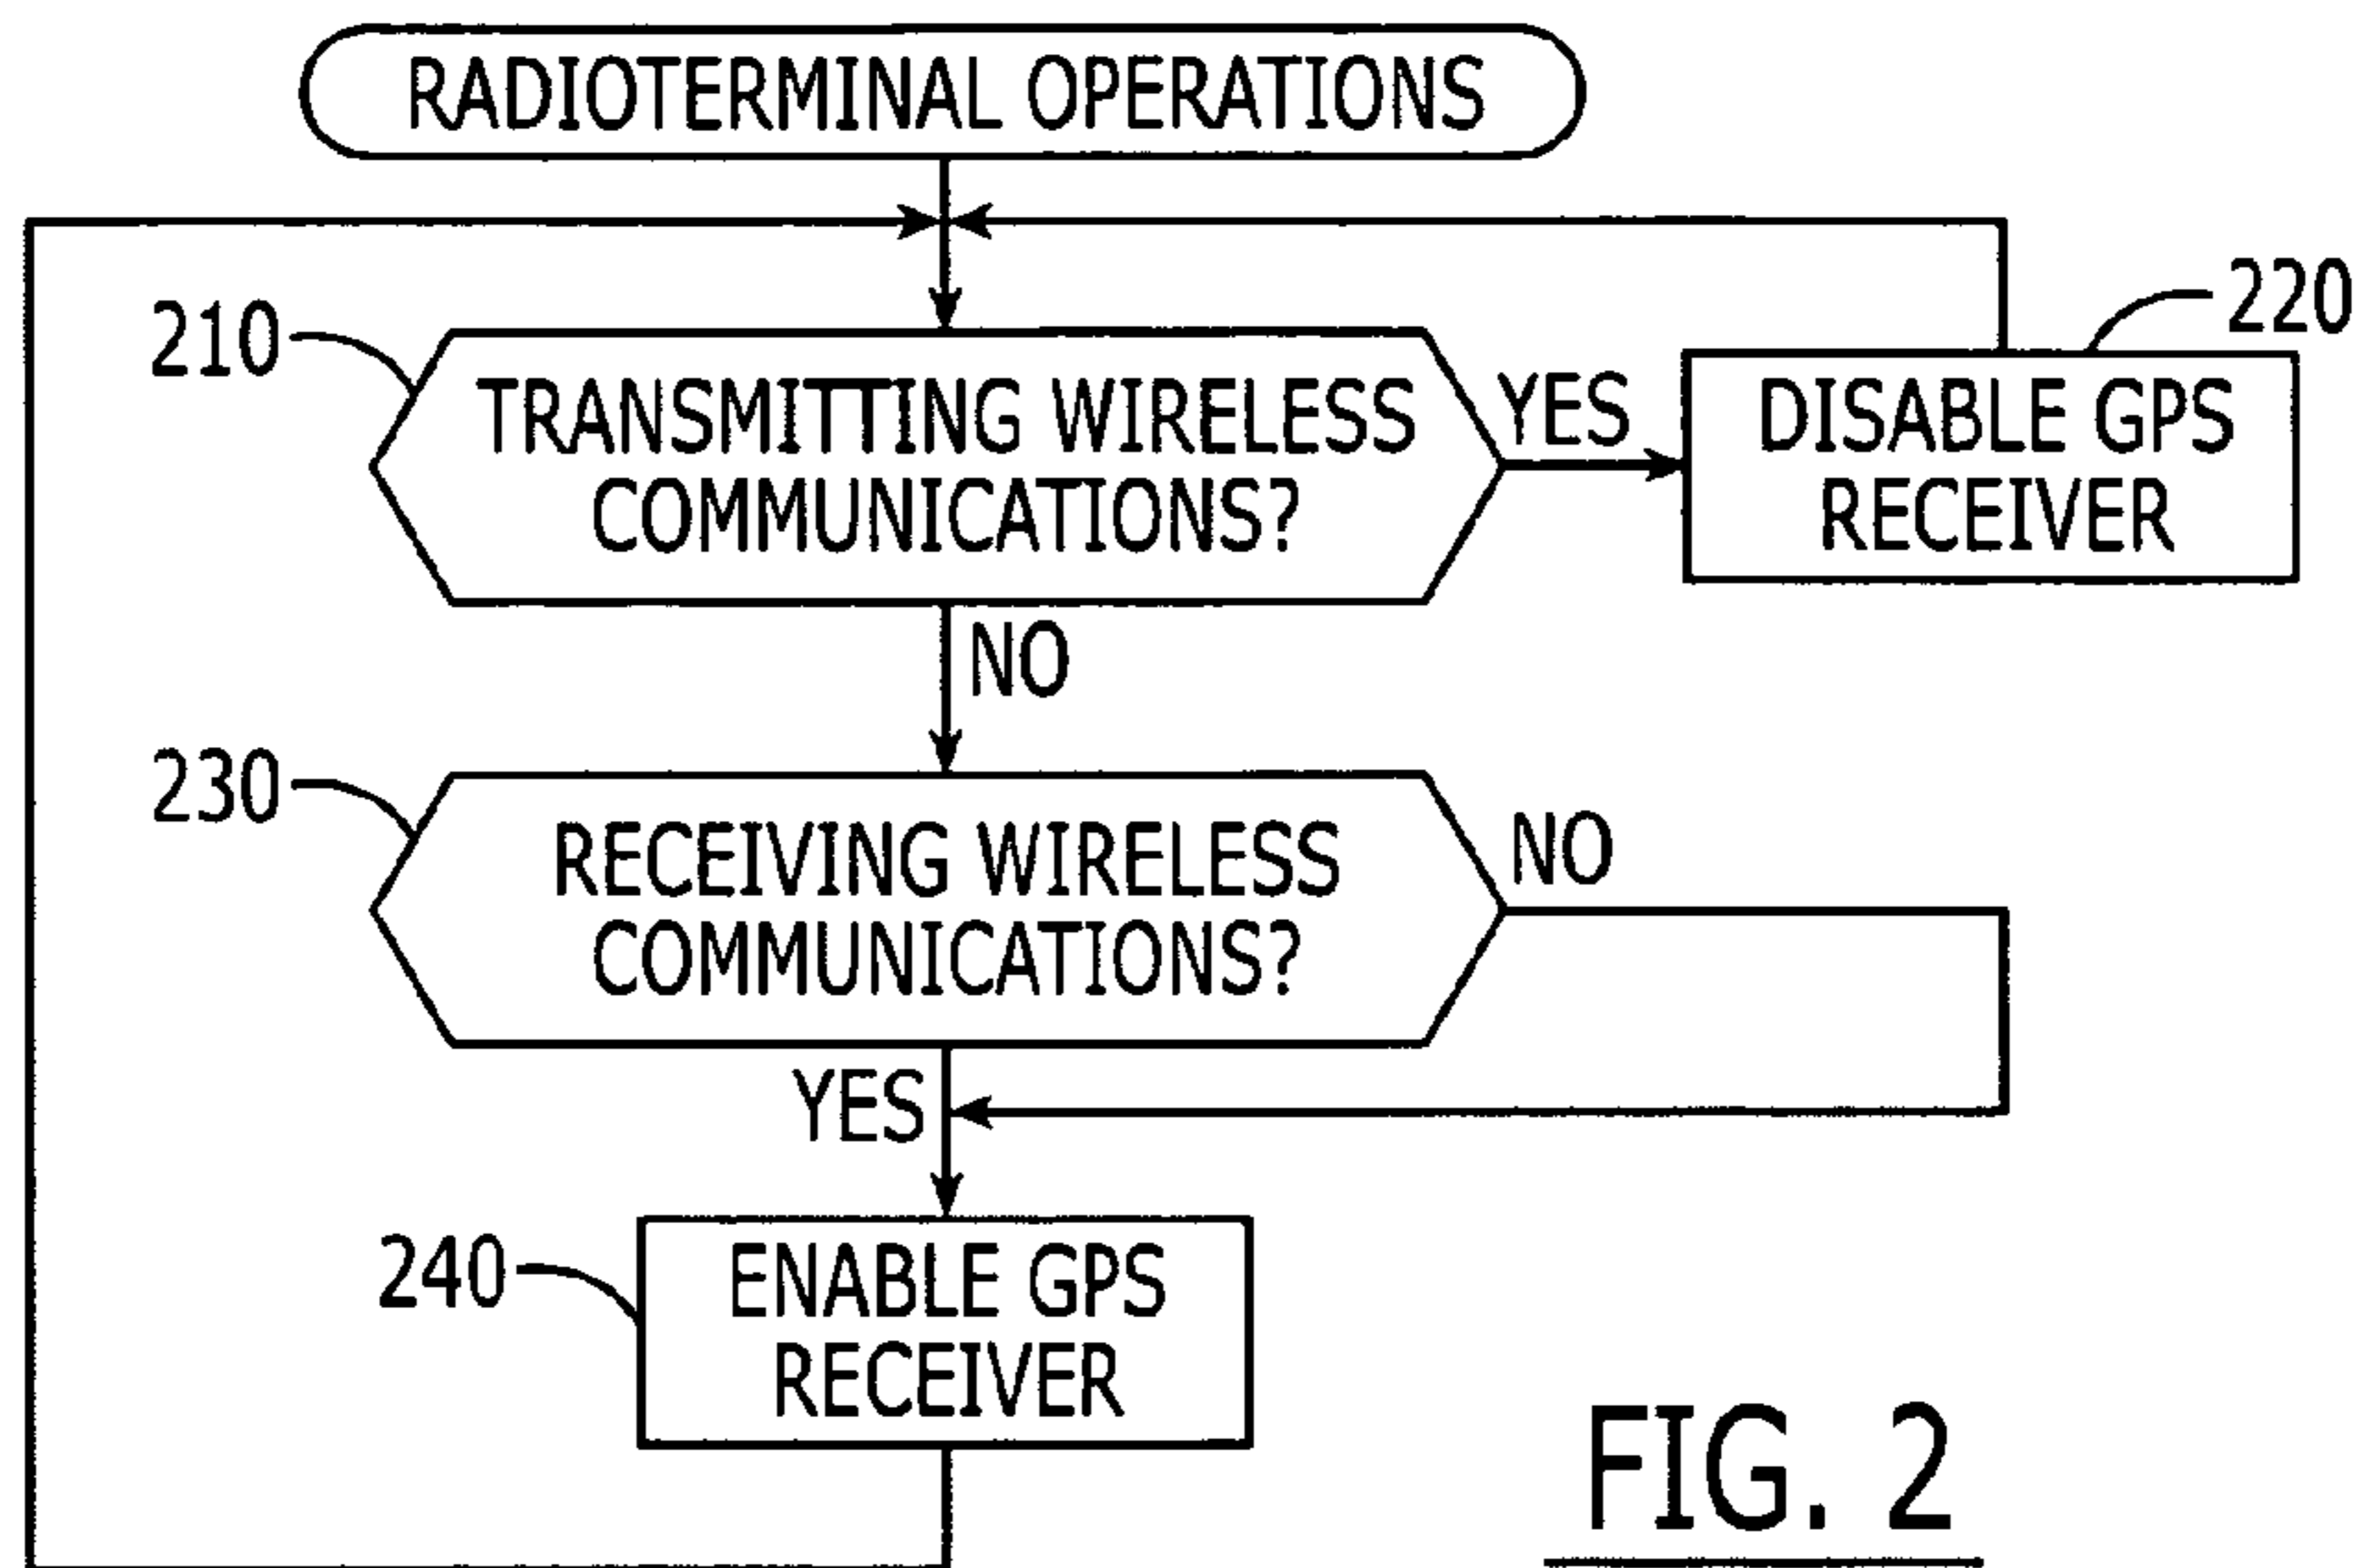 RADIOTERMINAL OPERATIONS
210
TRANSMITTING WIRELESS
COMMUNICATIONS?
YES
220
DISABLE GPS
RECEIVER
NO
230
RECEIVING WIRELESS
COMMUNICATIONS?
NO
YES
240
ENABLE GPS
RECEIVER
FIG. 2